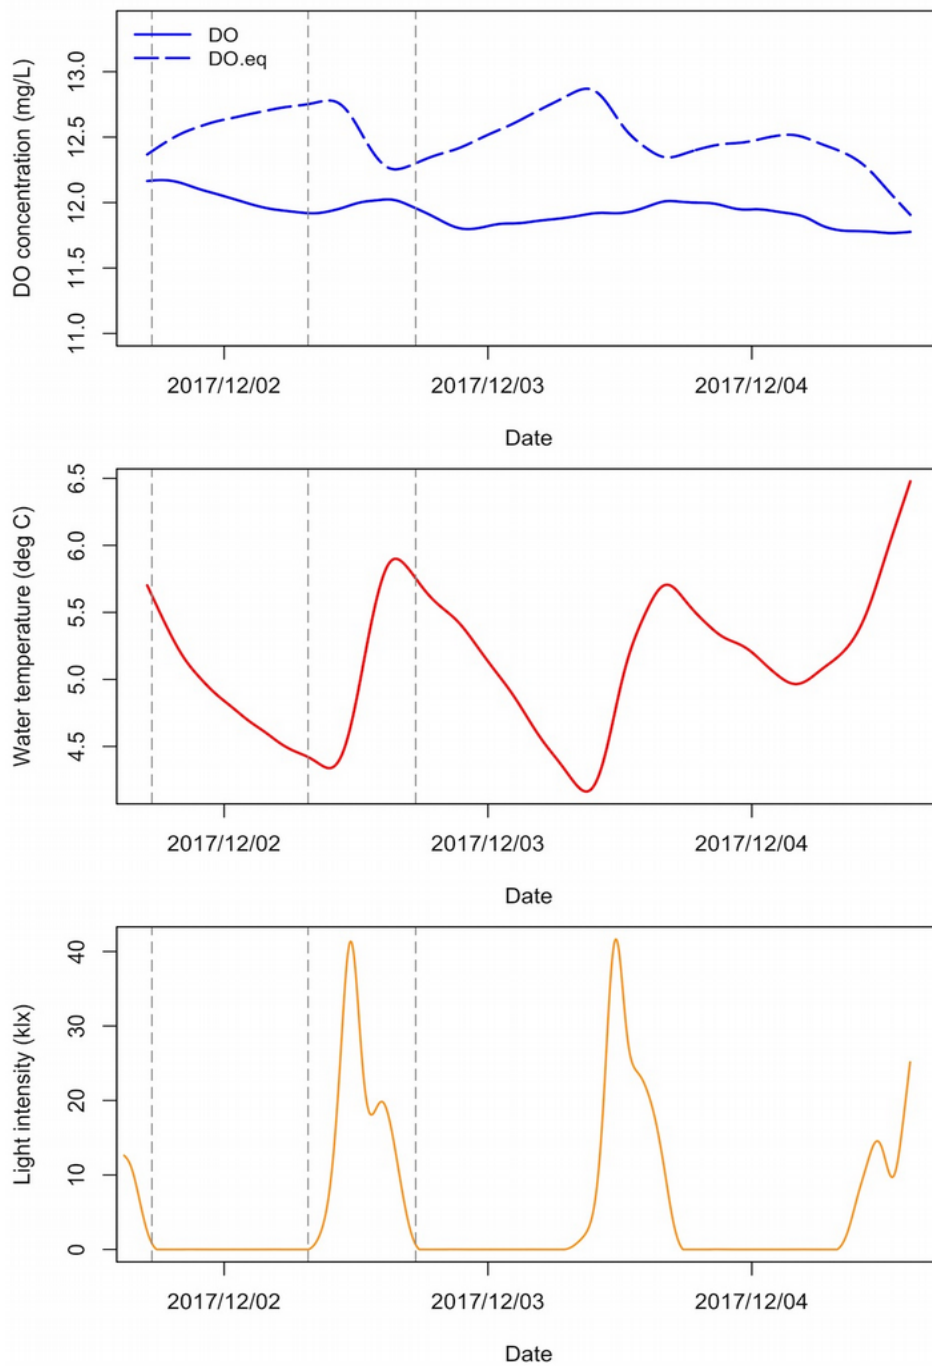 DO
DO.eq
DO concentration (mg/L)
13.0
12.5
12.0
11.5
11.0
2017/12/02 2017/12/03 2017/12/04
Date
Water temperature (deg C)
6.5
6.0
5.5
5.0
4.5
2017/12/02 2017/12/03 2017/12/04
Date
Light intensity (klx)
40
30
20
10
0
2017/12/02 2017/12/03 2017/12/04
Date